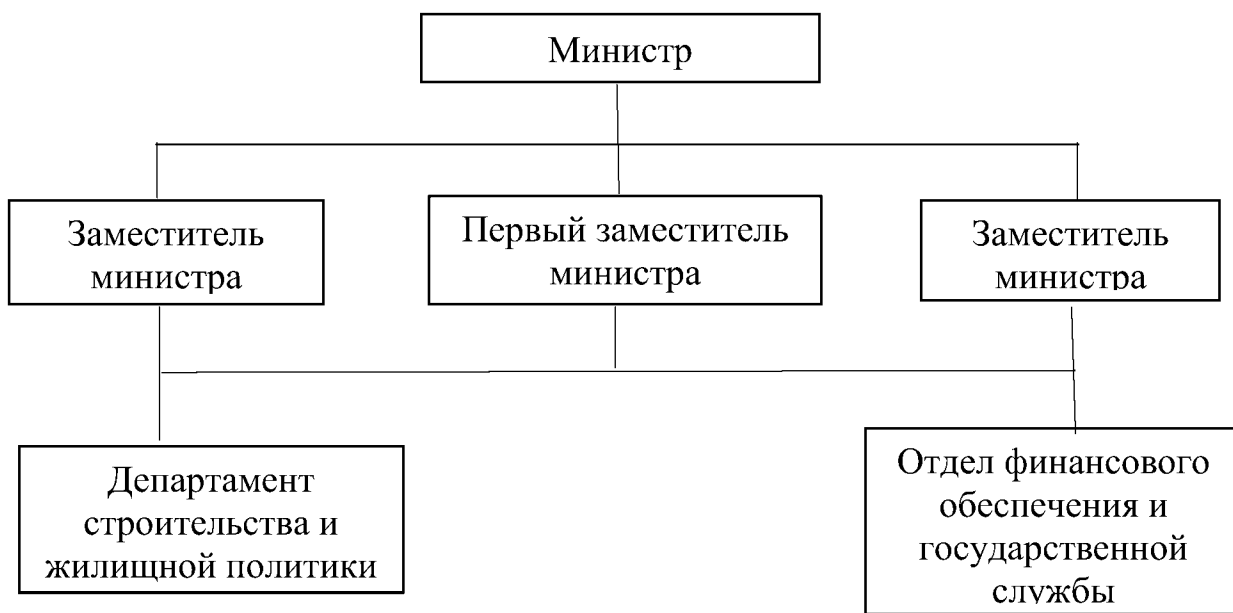 Министр
Заместитель
министра
Первый заместитель
министра
Заместитель
министра
Департамент
строительства и
жилищной политики
Отдел финансового
обеспечения и
государственной
службы